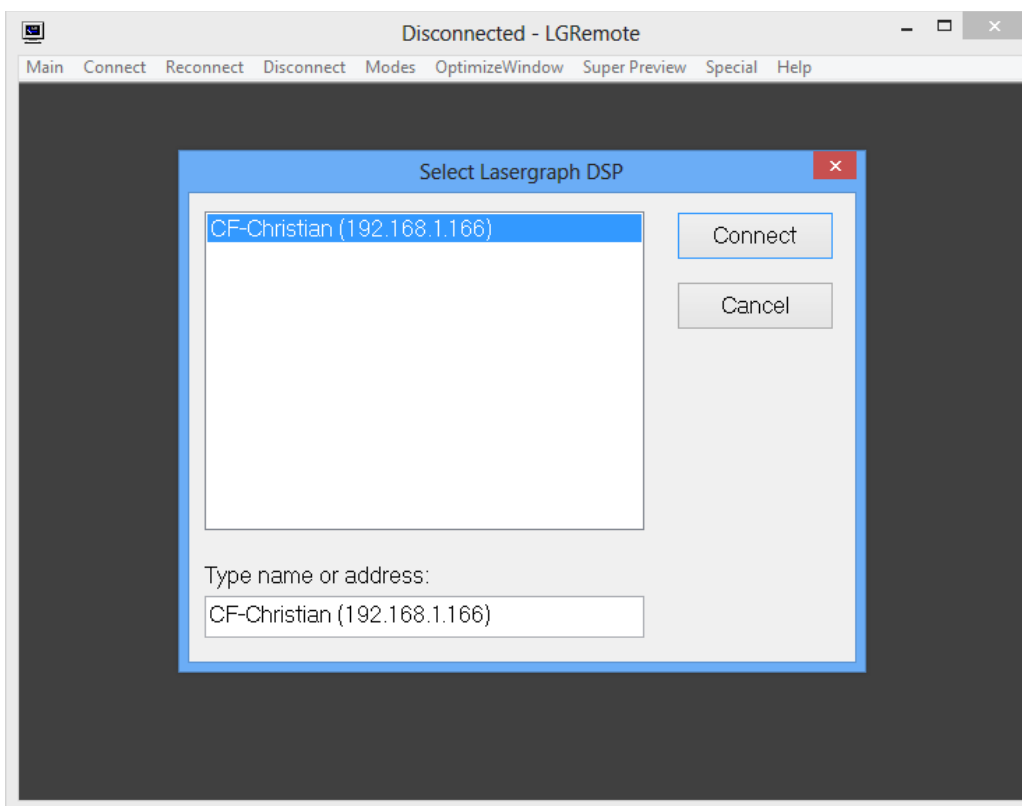 Disconnected - LGRemote
Main Connect Reconnect Disconnect Modes OptimizeWindow Super Preview Special Help
Select Lasergraph DSP
CF-Christian (192.168.1.166)
Connect
Cancel
Type name or address:
CF-Christian (192.168.1.166)